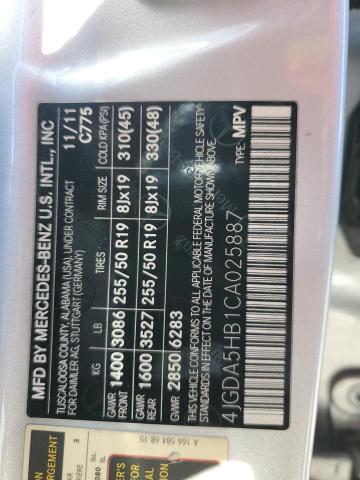 MFD BY MERCEDES-BENZ U.S. INTL., INC
TUSCALOOSA COUNTY, ALABAMA (USA), UNDER CONTRACT 11/11
OF DAIMLER AG, STUTTGART/GERMANY C775
KG LB TIRES RIM SIZE COLD KPA (PSI)
GAWR FRONT 1400 3086 255/50 R19 8JX19 310(45)
GAWR REAR 1600 3527 255/50 R19 8JX19 330(48)
GVWR 2850 6283
THIS VEHICLE CONFORMS TO ALL APPLICABLE FEDERAL MOTOR VEHICLE SAFETY
STANDARDS IN EFFECT ON THE DATE OF MANUFACTURE SHOWN ABOVE
4JGDA5HB1CA025887 TYPE: MPV
A 166 584 68 15
3
lbs.